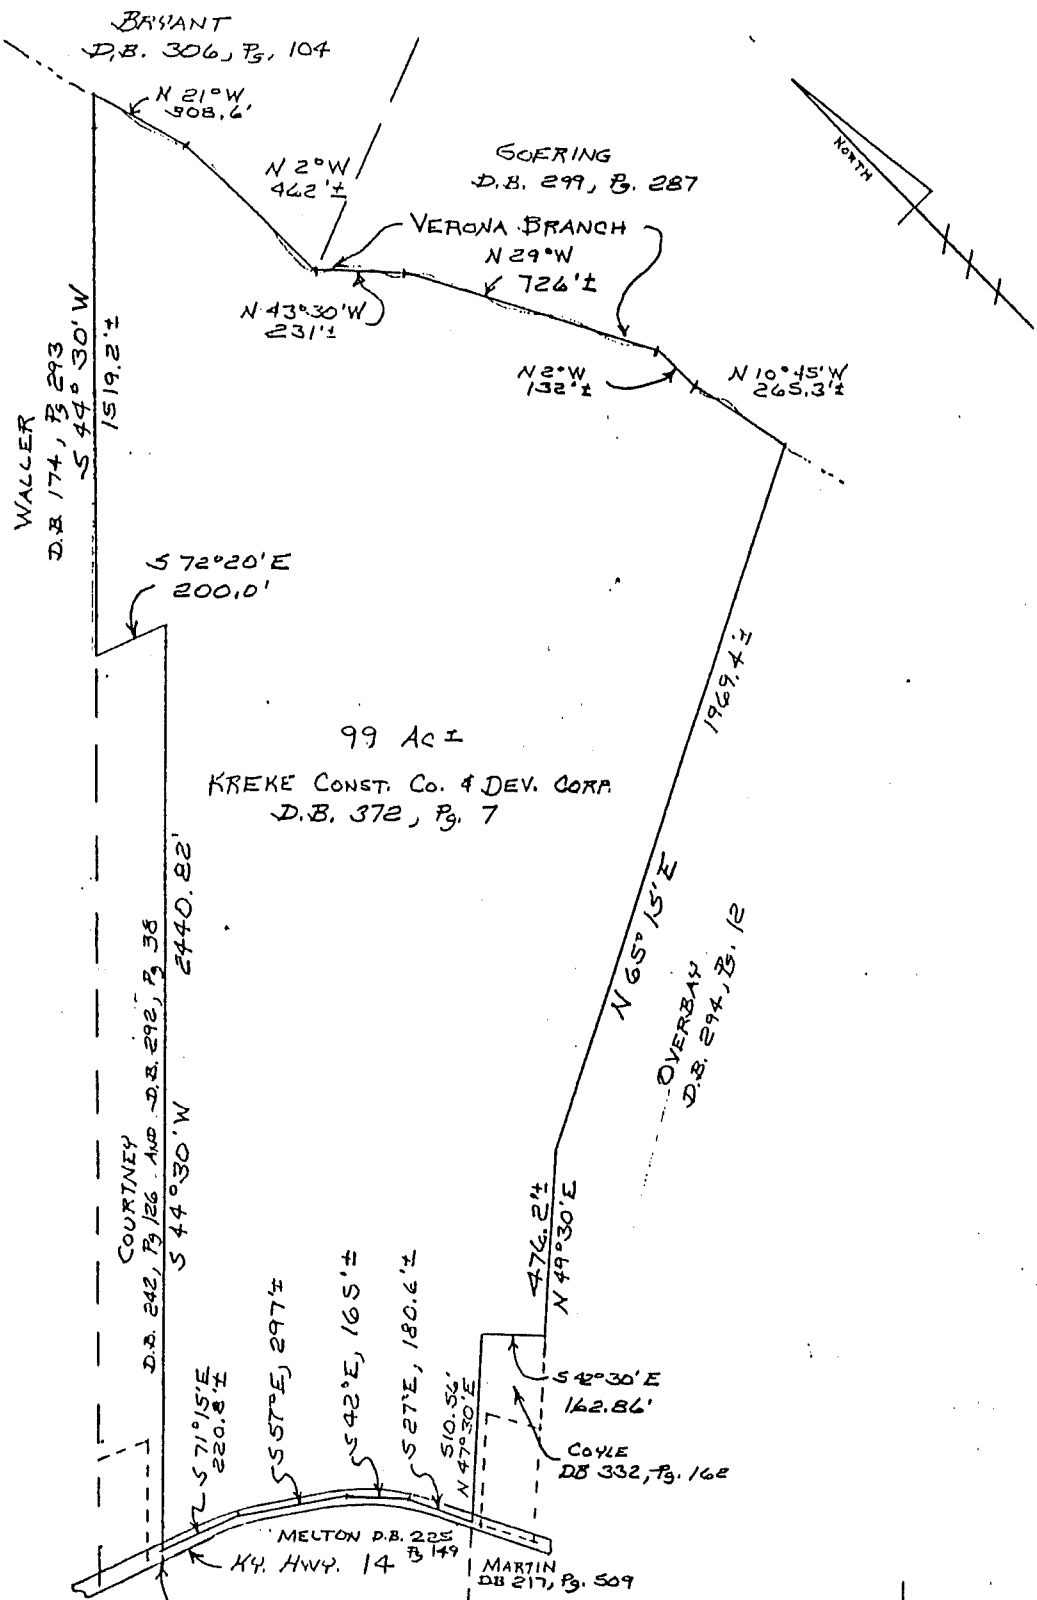 BRYANT
D.B. 306, Pg. 104
N 21° W
308.6'
N 2° W
462'±
GOERING
D.B. 299, Pg. 287
NORTH
VERONA BRANCH
N 29° W
726'±
N 43°30' W
231'±
N 2° W
132'±
N 10°45' W
265.3'±
WALLER
D.B. 174, Pg 293
S 44° 30' W
1519.2'±
S 72°20' E
200.0'
1969.4'±
N 65° 15' E
99 Ac ±
KREKE CONST. Co. & DEV. CORP.
D.B. 372, Pg. 7
2440.82'
S 44°30' W
COURTNEY
D.B. 242, Pg 126 AND D.B. 292, Pg 38
OVERBAY
D.B. 294, Pg. 12
476.2'±
N 49°30' E
S 71°15' E
220.8'±
S 57° E, 297'±
S 42° E, 165'±
S 27° E, 180.6'±
510.56'
N 47°30' E
S 42°30' E
162.86'
COYLE
DB 332, Pg. 162
MELTON D.B. 225
Pg 149
KY. HWY. 14
MARTIN
DB 217, Pg. 509